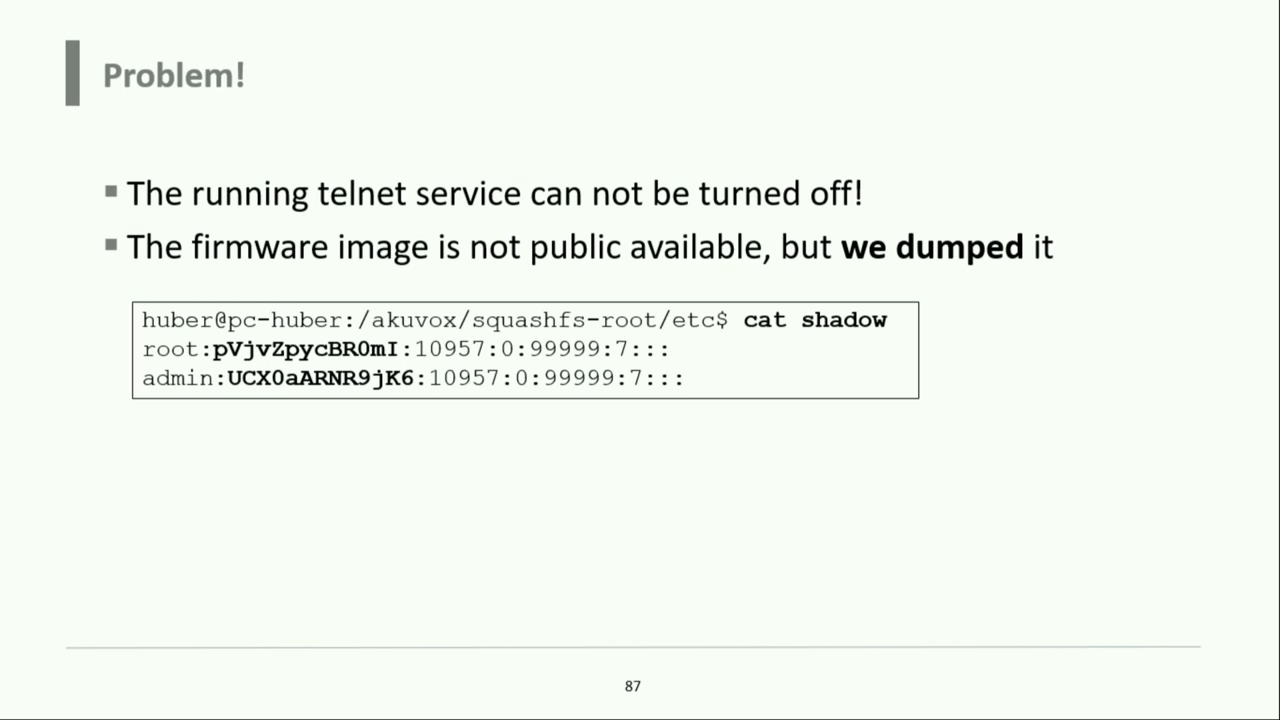 Problem!
The running telnet service can not be turned off!
The firmware image is not public available, but we dumped it
huber@pc-huber:/akuvox/squashfs-root/etc$ cat shadow
root:pVjvZpycBR0mI:10957:0:99999:7:::
admin:UCX0aARNR9jK6:10957:0:99999:7:::
87